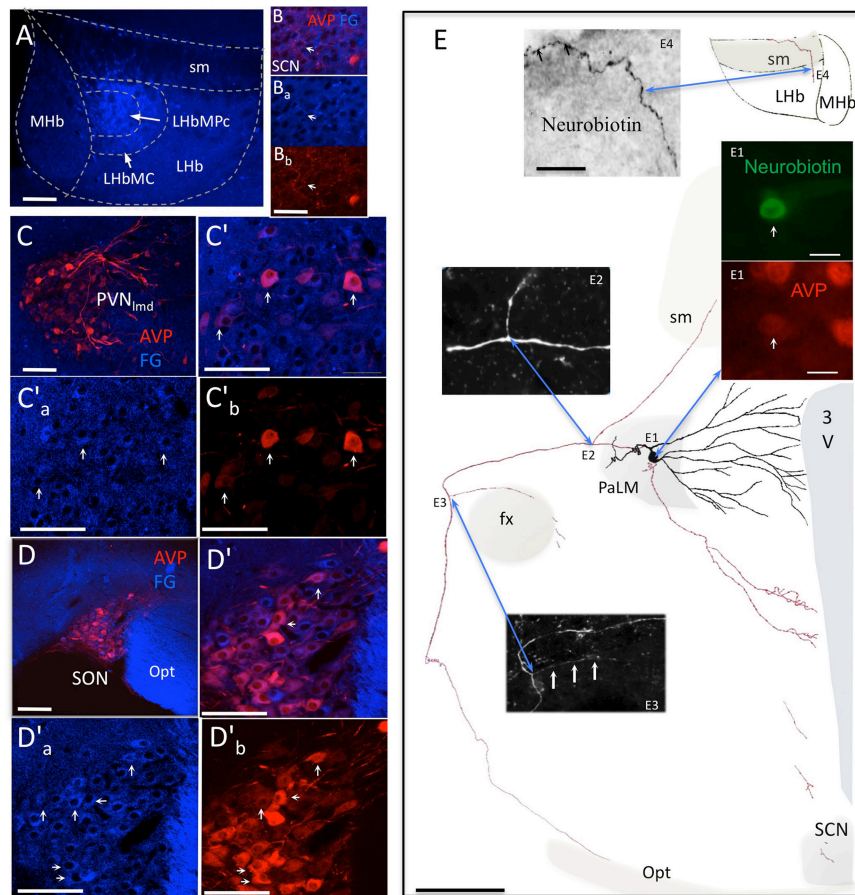 A
sm
MHb
LHbMPc
LHbMC
LHb
B
AVP FG
SCN
Ba
Bb
C
PVNlmd
AVP
FG
C'
C'a
C'b
D
AVP
FG
SON
Opt
D'
D'a
D'b
E
E4
Neurobiotin
sm
E4
LHb
MHb
E1
Neurobiotin
E1
AVP
E2
sm
3
V
E1
E2
PaLM
E3
fx
E3
SCN
Opt